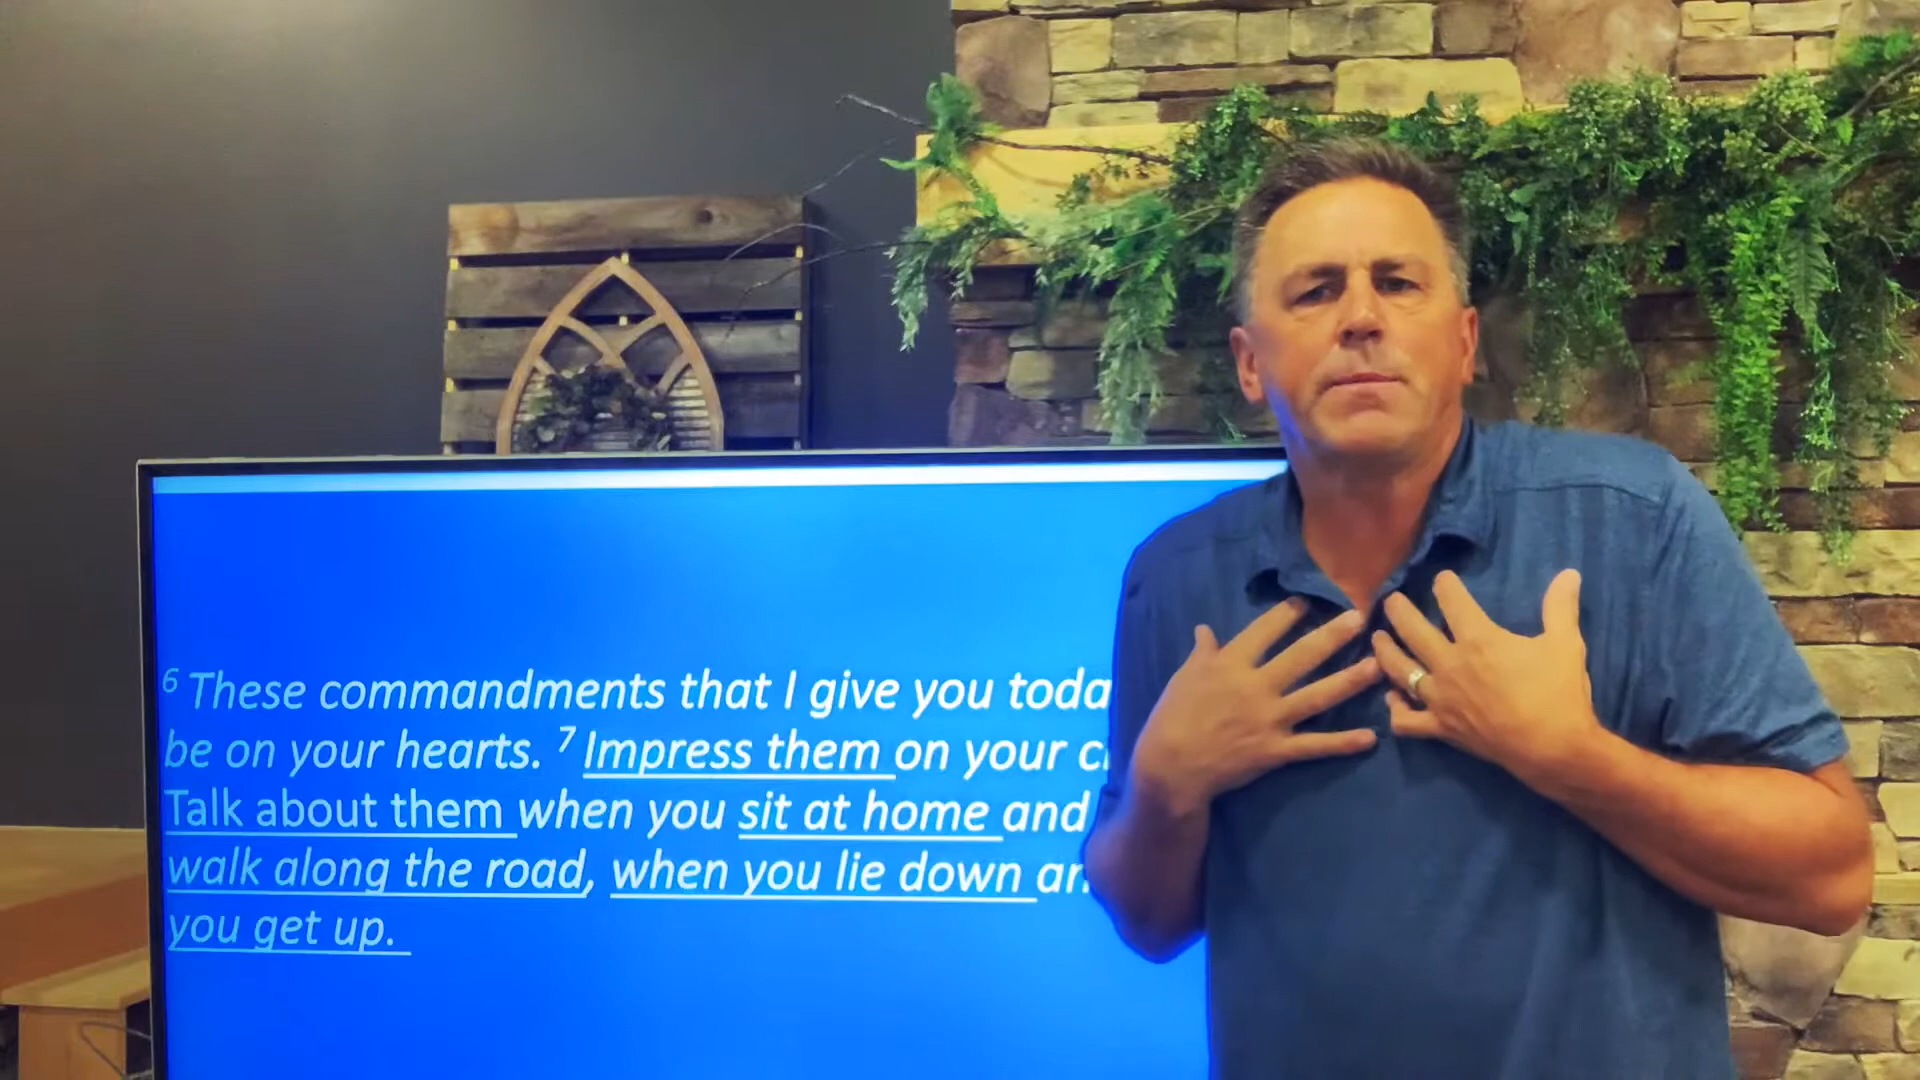 6 These commandments that I give you toda
be on your hearts. 7 Impress them on your c
Talk about them when you sit at home and
walk along the road, when you lie down an
you get up.